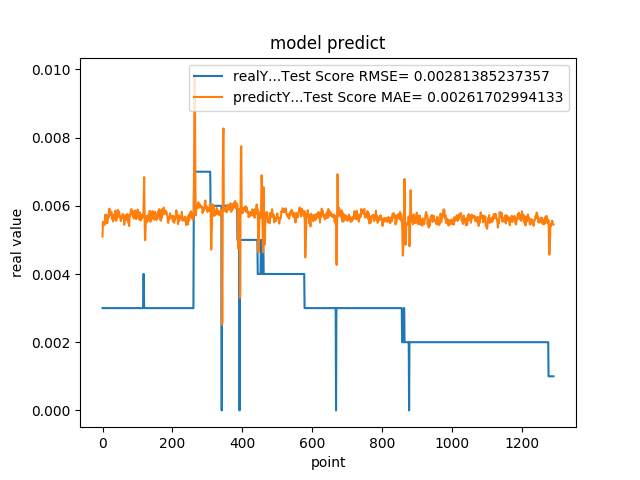 model predict
realY...Test Score RMSE= 0.00281385237357
predictY...Test Score MAE= 0.00261702994133
real value
0.010
0.008
0.006
0.004
0.002
0.000
0 200 400 600 800 1000 1200
point